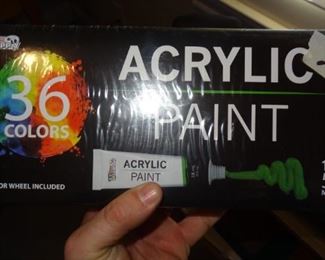 36
COLORS
ACRYLIC
PAINT
OR WHEEL INCLUDED
ACRYLIC
PAINT